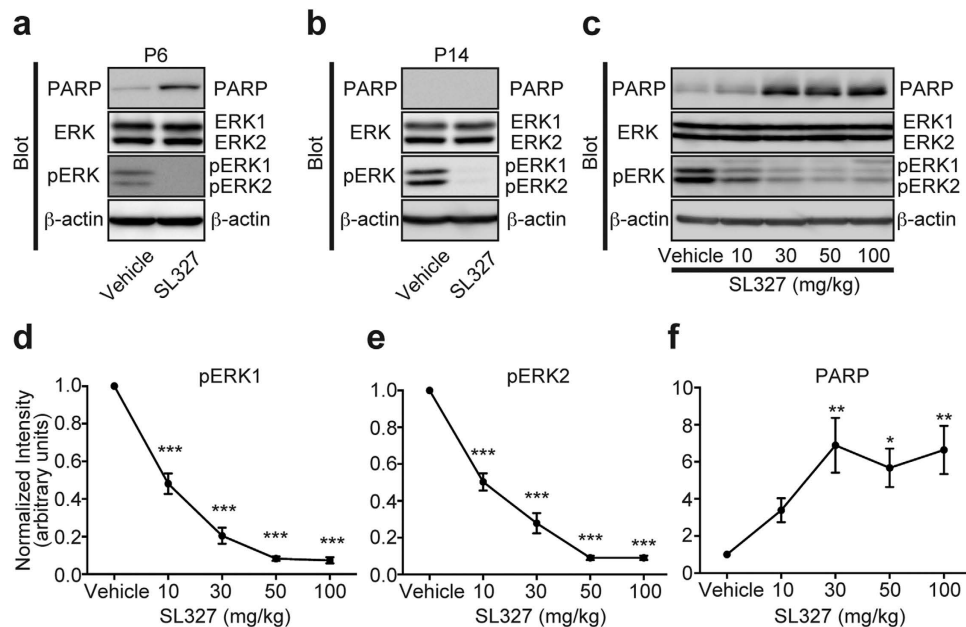 a
P6
Blot
PARP
PARP
ERK
ERK1
ERK2
pERK
pERK1
pERK2
β-actin
β-actin
Vehicle
SL327
b
P14
Blot
PARP
PARP
ERK
ERK1
ERK2
pERK
pERK1
pERK2
β-actin
β-actin
Vehicle
SL327
c
Blot
PARP
PARP
ERK
ERK1
ERK2
pERK
pERK1
pERK2
β-actin
β-actin
Vehicle 10 30 50 100
SL327 (mg/kg)
d
pERK1
Normalized Intensity
(arbitrary units)
1.0
0.8
0.6
0.4
0.2
0.0
***
***
***
***
Vehicle 10 30 50 100
SL327 (mg/kg)
e
pERK2
1.0
0.8
0.6
0.4
0.2
0.0
***
***
***
***
Vehicle 10 30 50 100
SL327 (mg/kg)
f
PARP
10
8
6
4
2
0
**
*
**
Vehicle 10 30 50 100
SL327 (mg/kg)